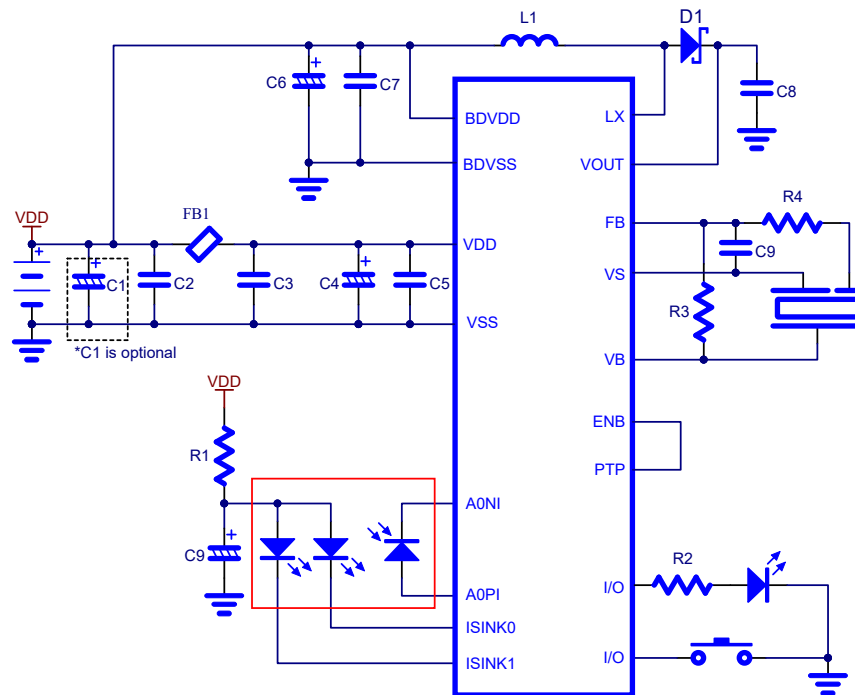 L1
D1
C6
C7
C8
BDVDD
LX
BDVSS
VOUT
VDD
FB1
FB
R4
VDD
C9
VS
C1
C2
C3
C4
C5
R3
VSS
*C1 is optional
VB
VDD
ENB
R1
PTP
A0NI
C9
R2
A0PI
I/O
ISINK0
ISINK1
I/O